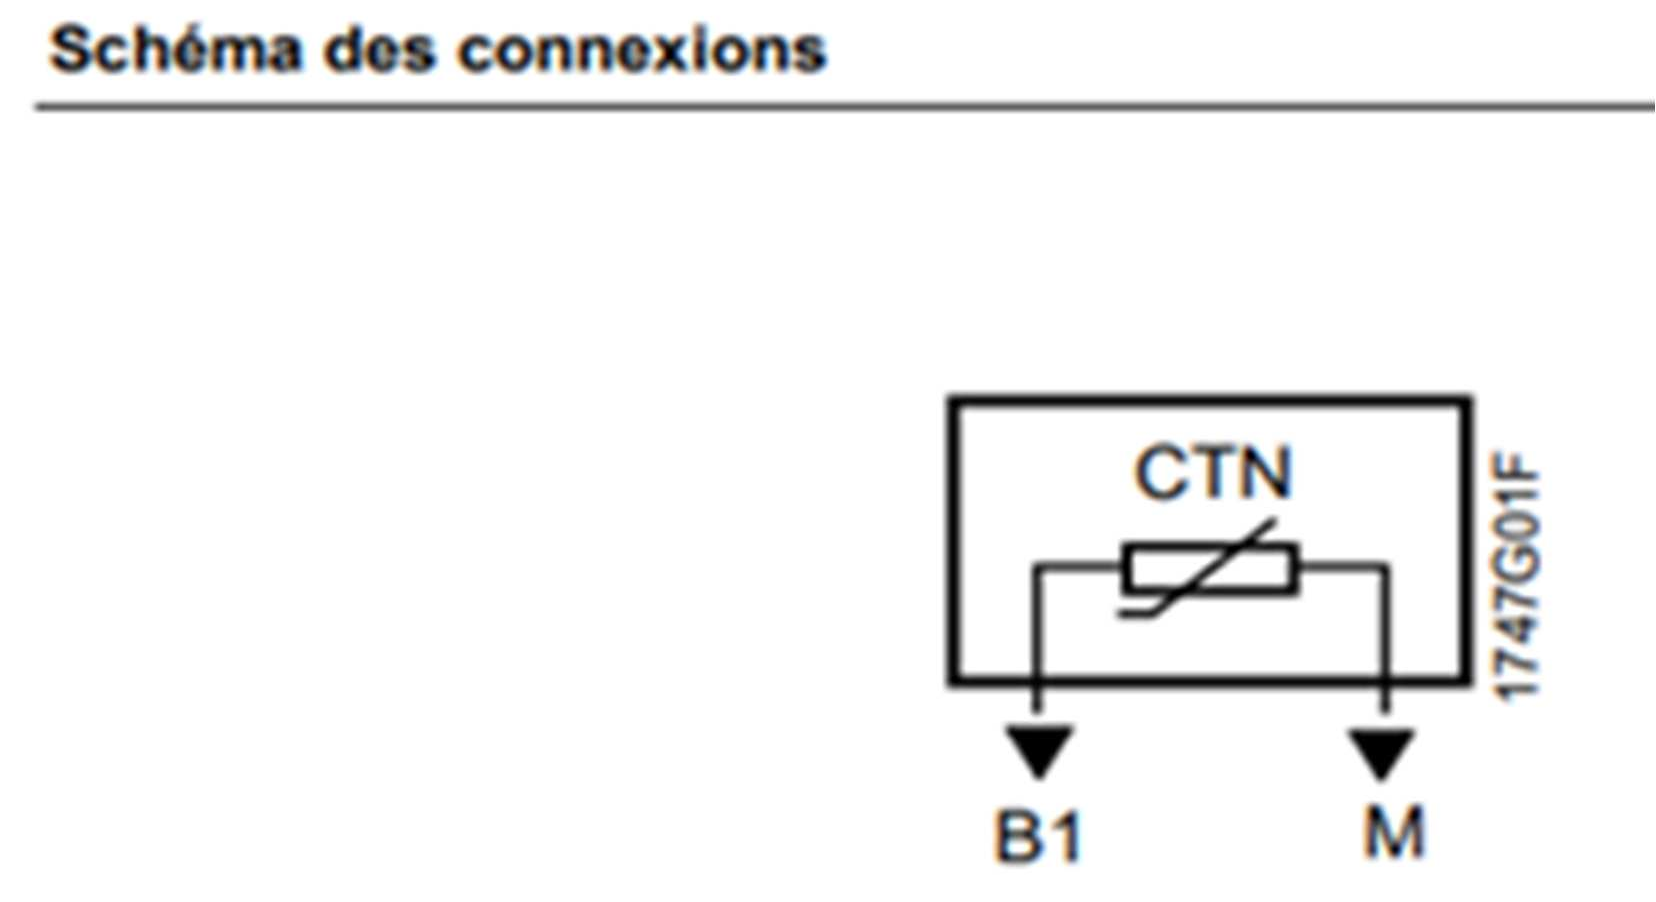 Schéma des connexions
CTN
1747G01F
B1
M